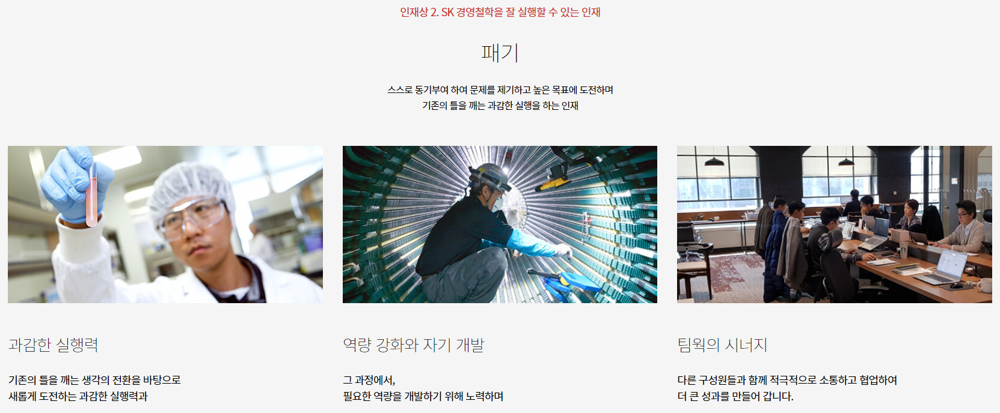 인재상 2. SK 경영철학을 잘 실행할 수 있는 인재
패기
스스로 동기부여 하여 문제를 제기하고 높은 목표에 도전하며
기존의 틀을 깨는 과감한 실행을 하는 인재
과감한 실행력
기존의 틀을 깨는 생각의 전환을 바탕으로
새롭게 도전하는 과감한 실행력과
역량 강화와 자기 개발
그 과정에서,
필요한 역량을 개발하기 위해 노력하며
팀웍의 시너지
다른 구성원들과 함께 적극적으로 소통하고 협업하여
더 큰 성과를 만들어 갑니다.